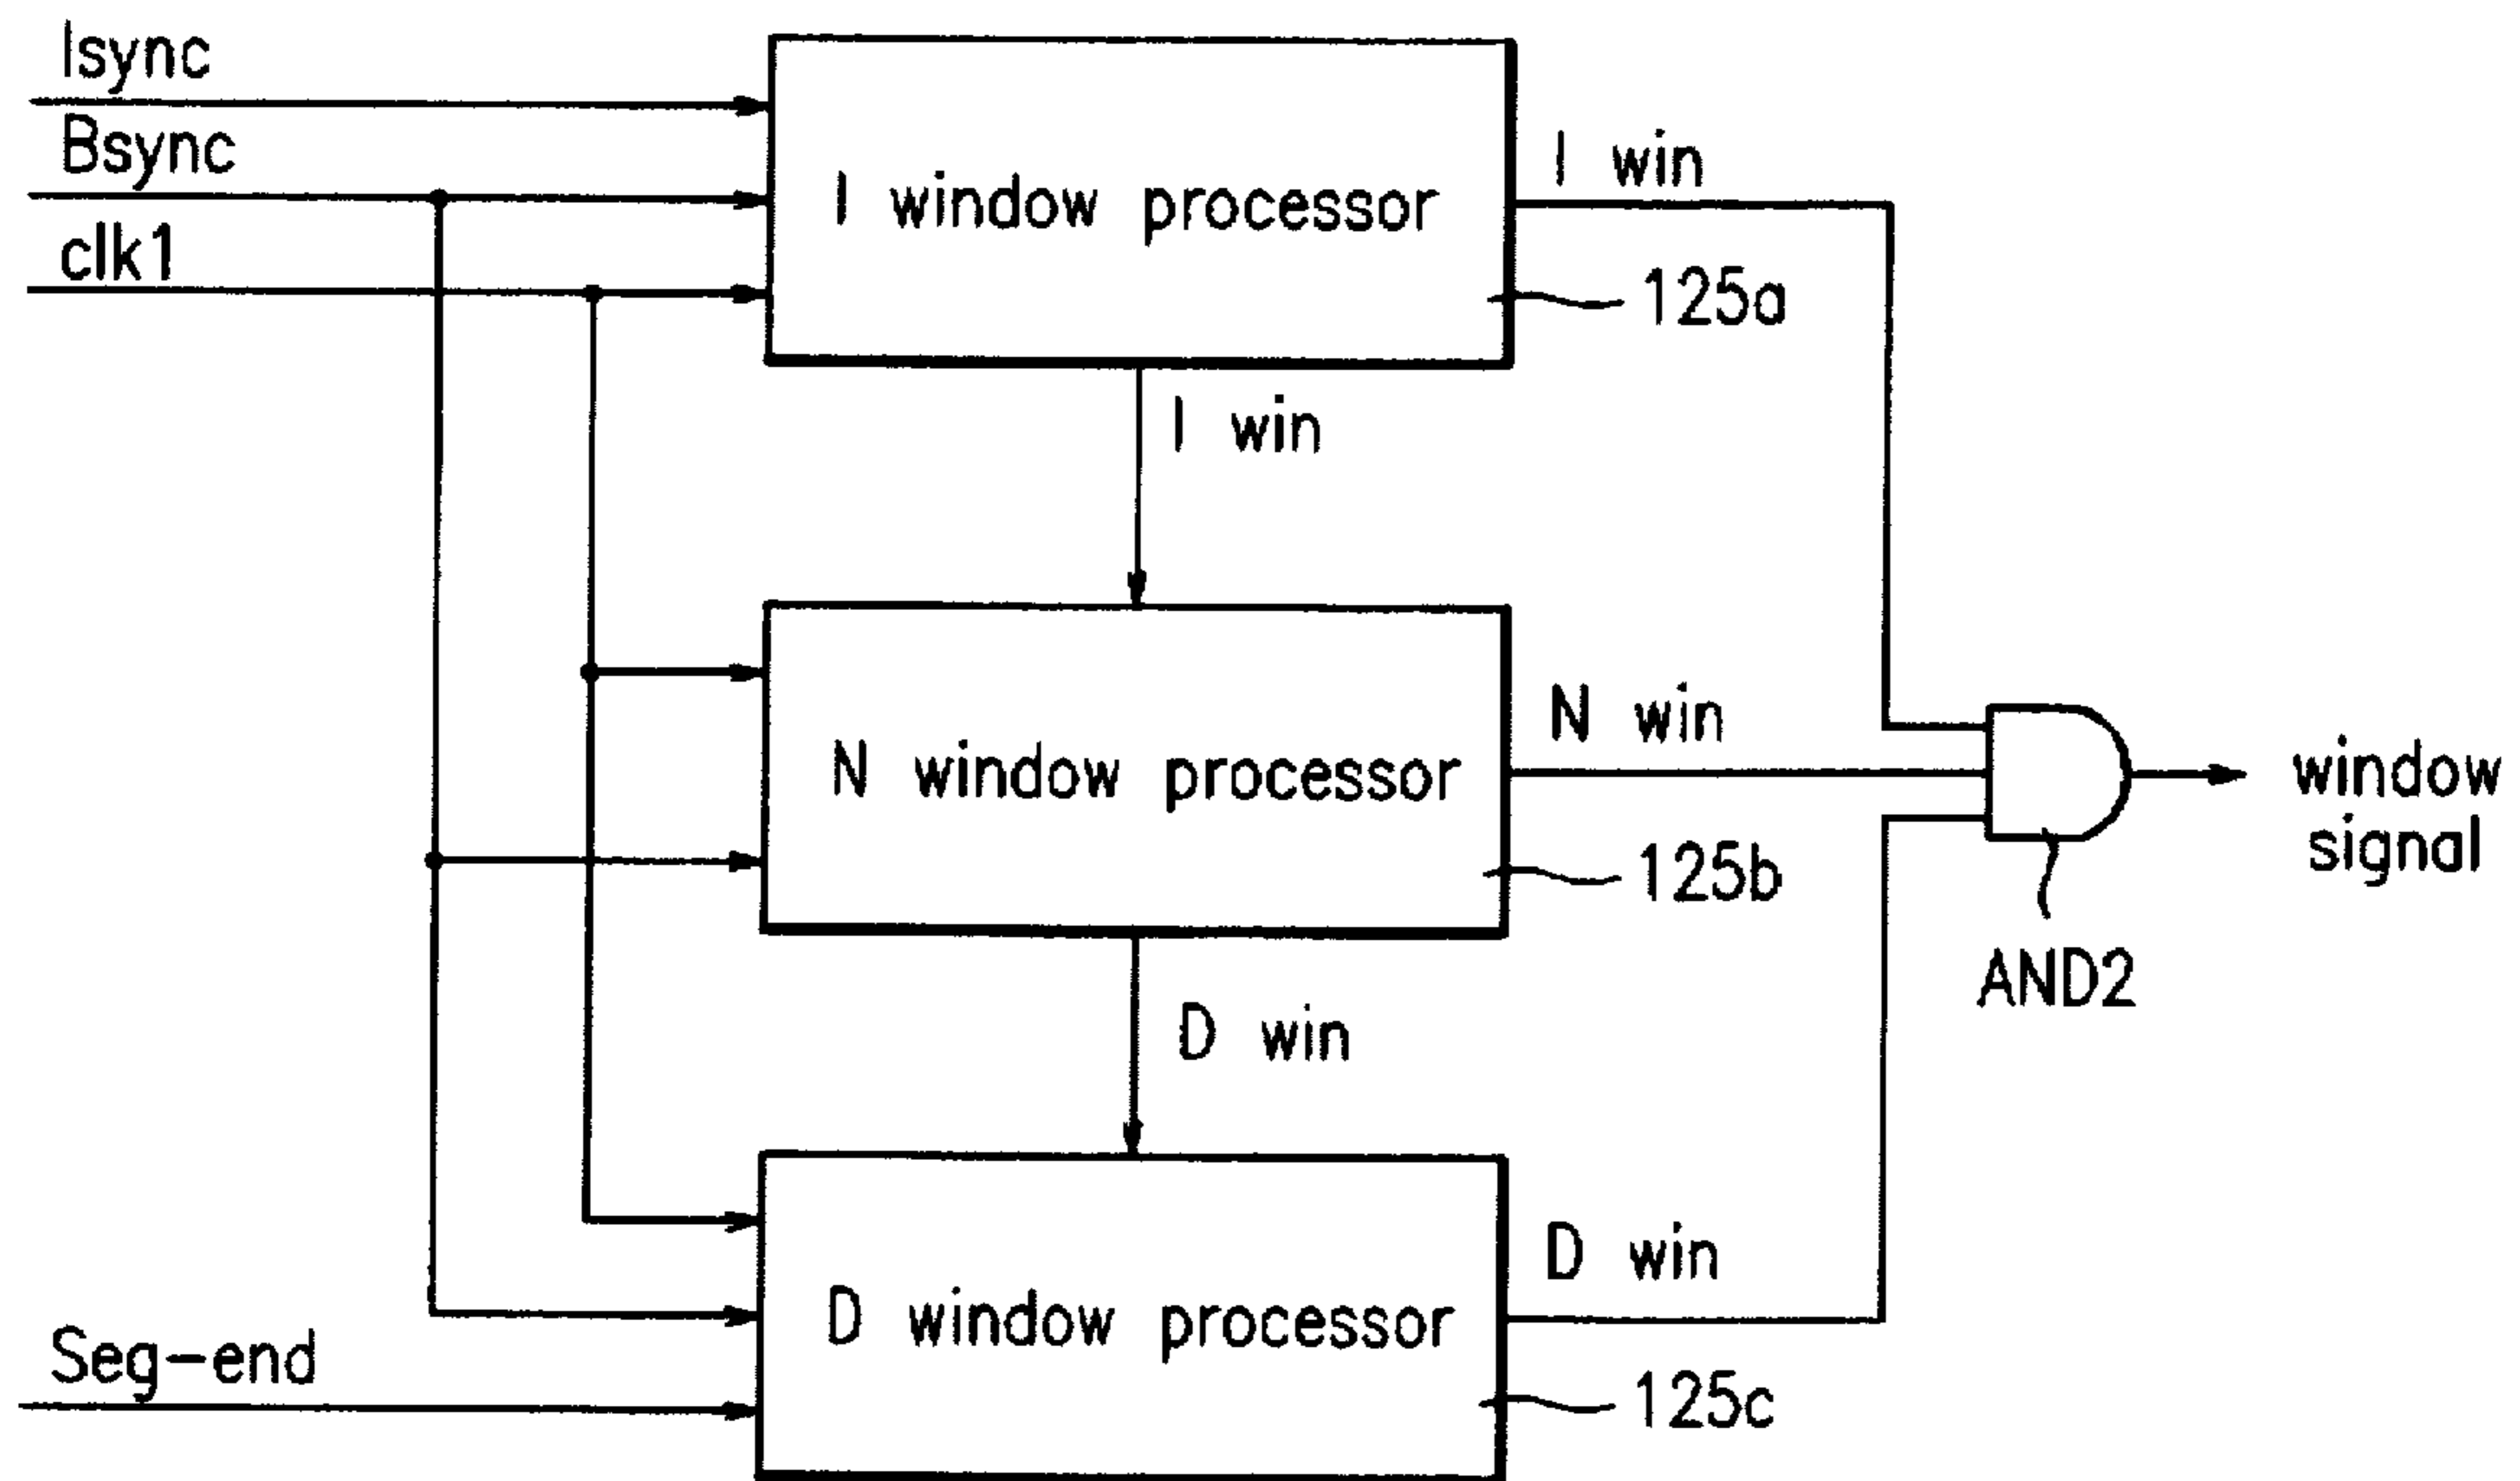 Isync
Bsync
clk1
I window processor
I win
125a
I win
N window processor
N win
125b
window
signal
AND2
D win
D window processor
D win
125c
Seg-end